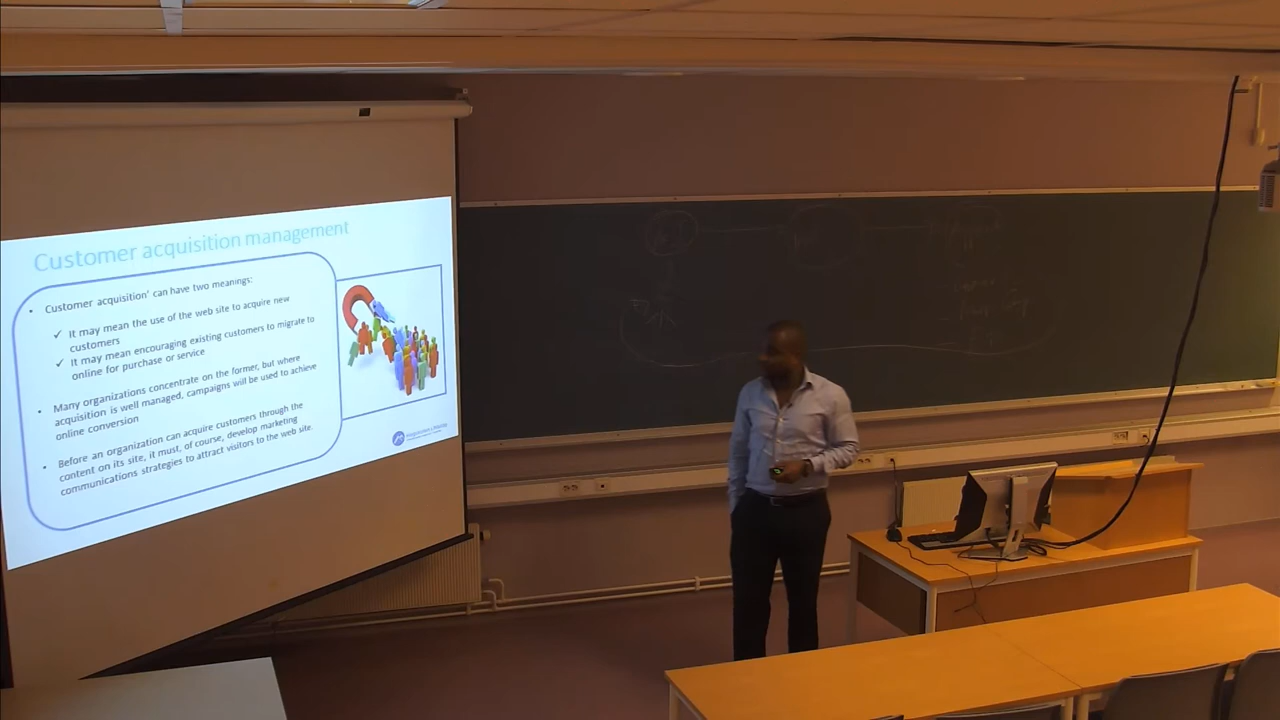 Customer acquisition management
• Customer acquisition' can have two meanings:
✓ It may mean the use of the web site to acquire new
customers
✓ It may mean encouraging existing customers to migrate to
online for purchase or service
• Many organizations concentrate on the former, but where
acquisition is well managed, campaigns will be used to achieve
online conversion
• Before an organization can acquire customers through the
content on its site, it must, of course, develop marketing
communications strategies to attract visitors to the web site.